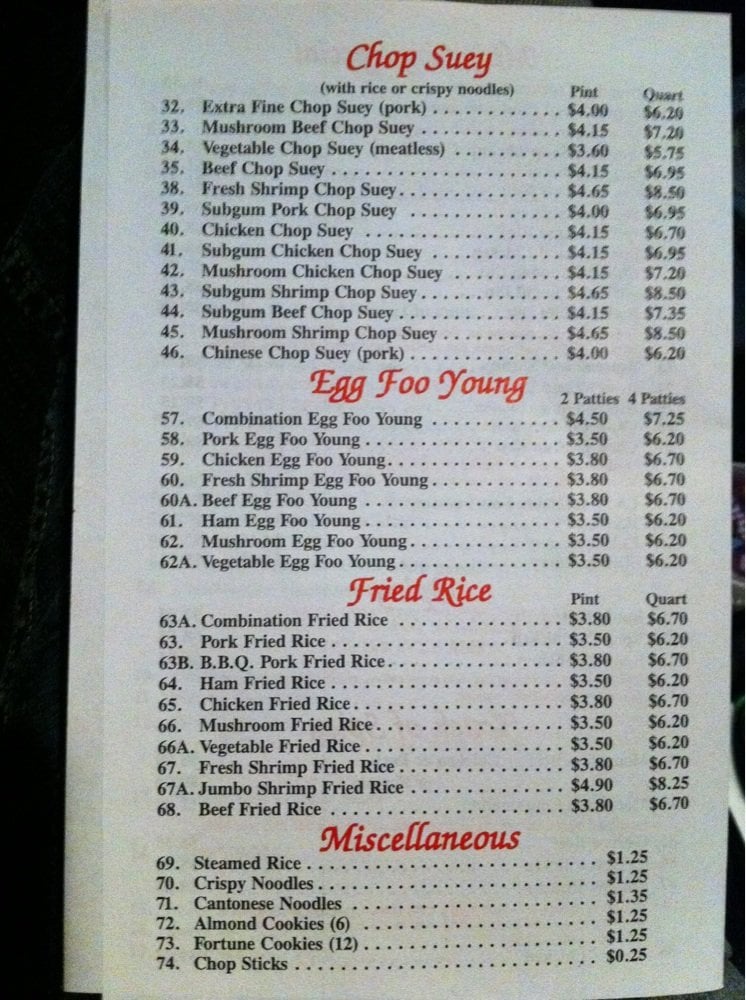 Chop Suey
(with rice or crispy noodles) Pint Quart
32. Extra Fine Chop Suey (pork) . . . . . . . . . . . . $4.00 $6.20
33. Mushroom Beef Chop Suey . . . . . . . . . . . . . $4.15 $7.20
34. Vegetable Chop Suey (meatless) . . . . . . . . . . $3.60 $5.75
35. Beef Chop Suey . . . . . . . . . . . . . . . . . . . . . . $4.15 $6.95
38. Fresh Shrimp Chop Suey . . . . . . . . . . . . . . . $4.65 $8.50
39. Subgum Pork Chop Suey . . . . . . . . . . . . . . $4.00 $6.95
40. Chicken Chop Suey . . . . . . . . . . . . . . . . . . . $4.15 $6.70
41. Subgum Chicken Chop Suey . . . . . . . . . . . . $4.15 $6.95
42. Mushroom Chicken Chop Suey . . . . . . . . . . $4.15 $7.20
43. Subgum Shrimp Chop Suey . . . . . . . . . . . . . $4.65 $8.50
44. Subgum Beef Chop Suey . . . . . . . . . . . . . . . $4.15 $7.35
45. Mushroom Shrimp Chop Suey . . . . . . . . . . . $4.65 $8.50
46. Chinese Chop Suey (pork) . . . . . . . . . . . . . . $4.00 $6.20
Egg Foo Young
2 Patties 4 Patties
57. Combination Egg Foo Young . . . . . . . . . . . . $4.50 $7.25
58. Pork Egg Foo Young . . . . . . . . . . . . . . . . . . $3.50 $6.20
59. Chicken Egg Foo Young . . . . . . . . . . . . . . . . $3.80 $6.70
60. Fresh Shrimp Egg Foo Young . . . . . . . . . . . . $3.80 $6.70
60A. Beef Egg Foo Young . . . . . . . . . . . . . . . . . . $3.80 $6.70
61. Ham Egg Foo Young . . . . . . . . . . . . . . . . . . $3.50 $6.20
62. Mushroom Egg Foo Young . . . . . . . . . . . . . . $3.50 $6.20
62A. Vegetable Egg Foo Young . . . . . . . . . . . . . . . $3.50 $6.20
Fried Rice
Pint Quart
63A. Combination Fried Rice . . . . . . . . . . . . . . . $3.80 $6.70
63. Pork Fried Rice . . . . . . . . . . . . . . . . . . . . . . $3.50 $6.20
63B. B.B.Q. Pork Fried Rice . . . . . . . . . . . . . . . . $3.80 $6.70
64. Ham Fried Rice . . . . . . . . . . . . . . . . . . . . . . $3.50 $6.20
65. Chicken Fried Rice . . . . . . . . . . . . . . . . . . . . $3.80 $6.70
66. Mushroom Fried Rice . . . . . . . . . . . . . . . . . . $3.50 $6.20
66A. Vegetable Fried Rice . . . . . . . . . . . . . . . . . . $3.50 $6.20
67. Fresh Shrimp Fried Rice . . . . . . . . . . . . . . . $3.80 $6.70
67A. Jumbo Shrimp Fried Rice . . . . . . . . . . . . . . $4.90 $8.25
68. Beef Fried Rice . . . . . . . . . . . . . . . . . . . . . . $3.80 $6.70
Miscellaneous
69. Steamed Rice . . . . . . . . . . . . . . . . . . . . . . . . . . . $1.25
70. Crispy Noodles . . . . . . . . . . . . . . . . . . . . . . . . . . $1.25
71. Cantonese Noodles . . . . . . . . . . . . . . . . . . . . . . . $1.35
72. Almond Cookies (6) . . . . . . . . . . . . . . . . . . . . . . $1.25
73. Fortune Cookies (12) . . . . . . . . . . . . . . . . . . . . . $1.25
74. Chop Sticks . . . . . . . . . . . . . . . . . . . . . . . . . . . . $0.25